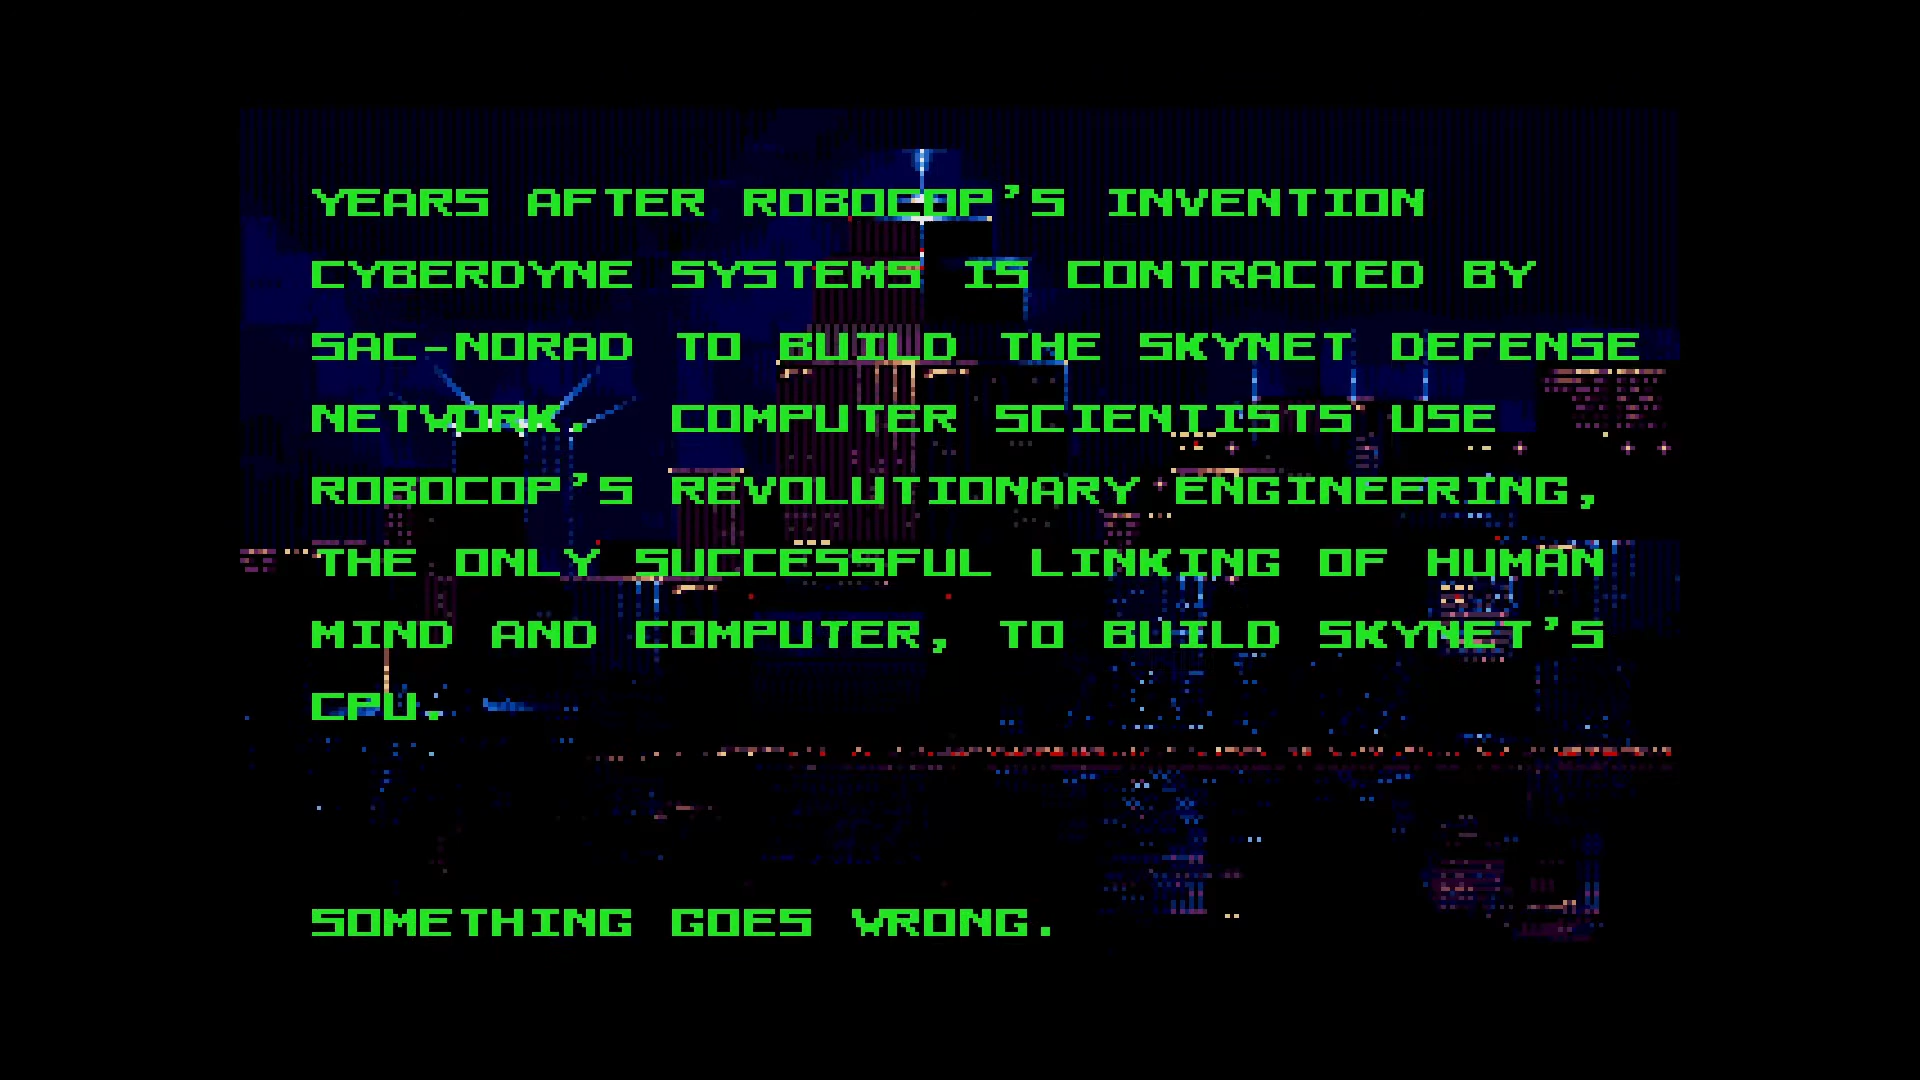 YEARS AFTER ROBOCOP'S INVENTION
CYBERDYNE SYSTEMS IS CONTRACTED BY
SAC-NORAD TO BUILD THE SKYNET DEFENSE
NETWORK. COMPUTER SCIENTISTS USE
ROBOCOP'S REVOLUTIONARY ENGINEERING,
THE ONLY SUCCESSFUL LINKING OF HUMAN
MIND AND COMPUTER, TO BUILD SKYNET'S
CPU.
SOMETHING GOES WRONG.